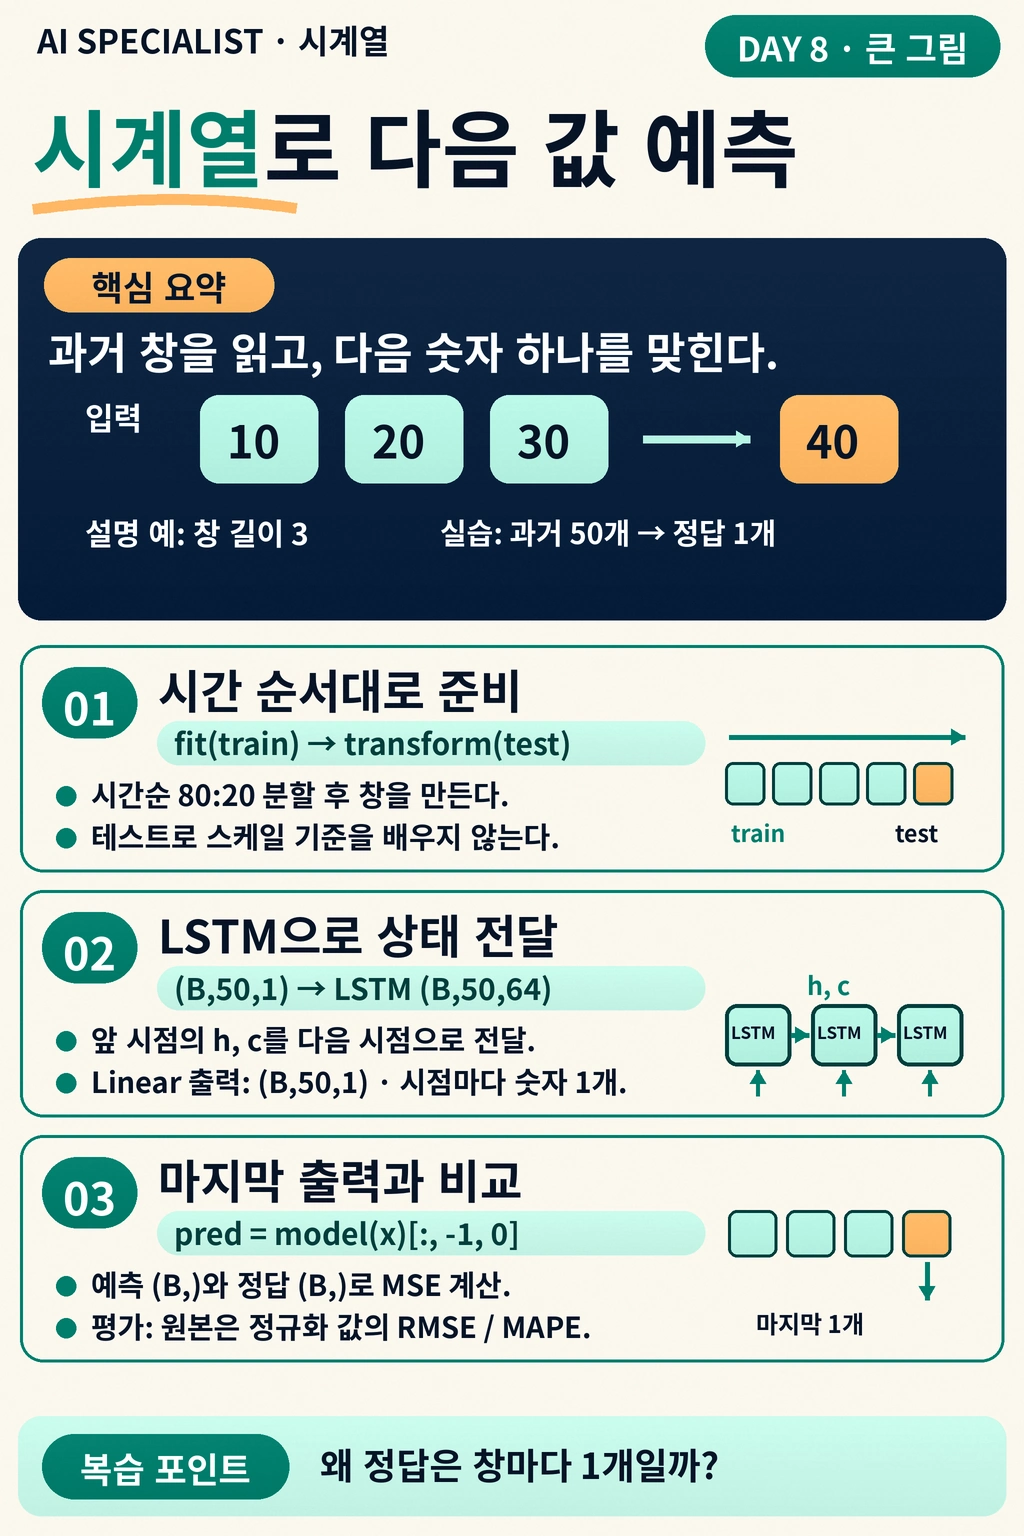 AI SPECIALIST · 시계열
DAY 8 · 큰 그림
시계열로 다음 값 예측
핵심 요약
과거 창을 읽고, 다음 숫자 하나를 맞힌다.
입력
10 20 30 → 40
설명 예: 창 길이 3
실습: 과거 50개 → 정답 1개
01
시간 순서대로 준비
fit(train) → transform(test)
● 시간순 80:20 분할 후 창을 만든다.
● 테스트로 스케일 기준을 배우지 않는다.
train test
02
LSTM으로 상태 전달
(B,50,1) → LSTM (B,50,64)
● 앞 시점의 h, c를 다음 시점으로 전달.
● Linear 출력: (B,50,1) · 시점마다 숫자 1개.
h, c
LSTM LSTM LSTM
03
마지막 출력과 비교
pred = model(x)[:, -1, 0]
● 예측 (B,)와 정답 (B,)로 MSE 계산.
● 평가: 원본은 정규화 값의 RMSE / MAPE.
마지막 1개
복습 포인트
왜 정답은 창마다 1개일까?